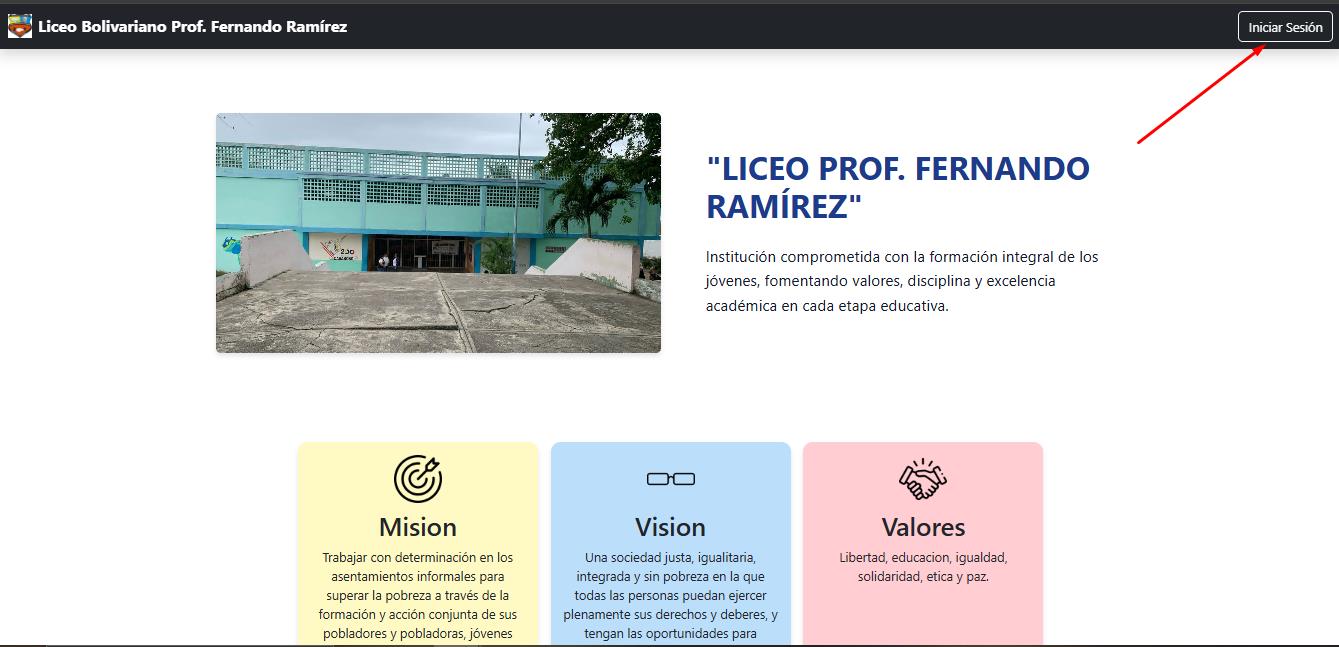 Liceo Bolivariano Prof. Fernando Ramírez
Iniciar Sesión
"LICEO PROF. FERNANDO
RAMÍREZ"
Institución comprometida con la formación integral de los
jóvenes, fomentando valores, disciplina y excelencia
académica en cada etapa educativa.
Mision
Trabajar con determinación en los
asentamientos informales para
superar la pobreza a través de la
formación y acción conjunta de sus
pobladores y pobladoras, jóvenes
Vision
Una sociedad justa, igualitaria,
integrada y sin pobreza en la que
todas las personas puedan ejercer
plenamente sus derechos y deberes, y
tengan las oportunidades para
Valores
Libertad, educacion, igualdad,
solidaridad, etica y paz.